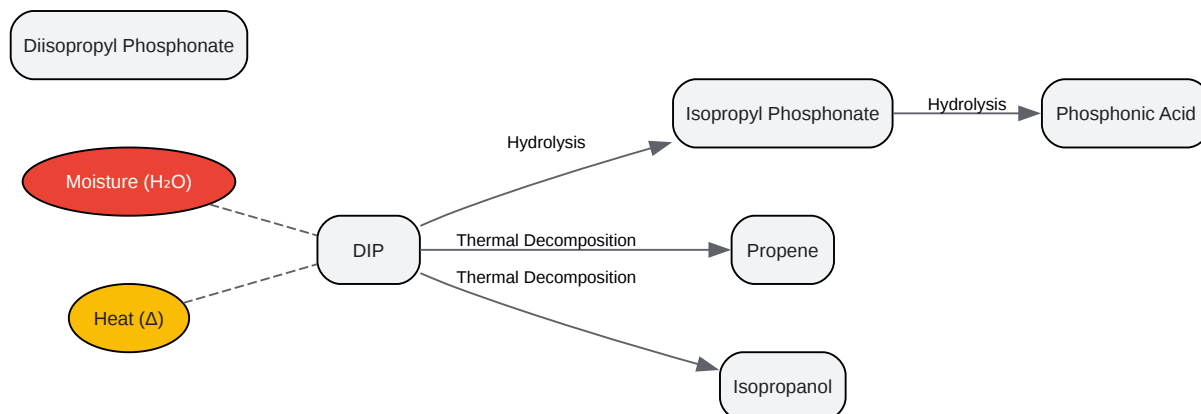 Diisopropyl Phosphonate
Isopropyl Phosphonate
Hydrolysis
Phosphonic Acid
Hydrolysis
Moisture (H₂O)
DIP
Thermal Decomposition
Propene
Thermal Decomposition
Heat (Δ)
Isopropanol